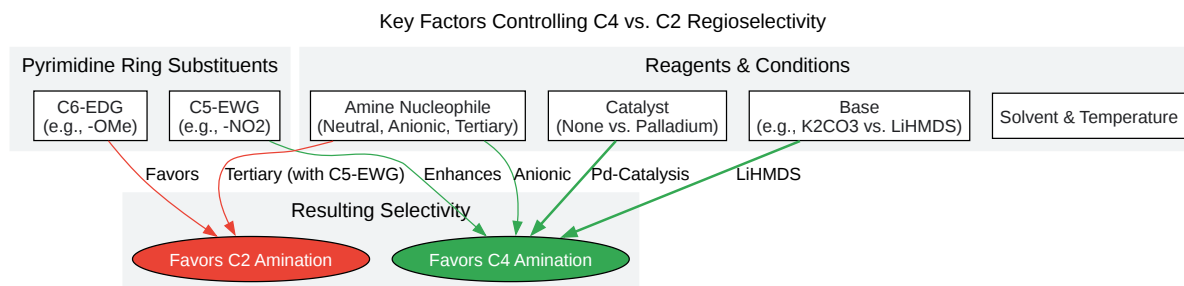 Key Factors Controlling C4 vs. C2 Regioselectivity
Pyrimidine Ring Substituents
Reagents & Conditions
C6-EDG
(e.g., -OMe)
C5-EWG
(e.g., -NO2)
Amine Nucleophile
(Neutral, Anionic, Tertiary)
Catalyst
(None vs. Palladium)
Base
(e.g., K2CO3 vs. LiHMDS)
Solvent & Temperature
Favors
Tertiary (with C5-EWG)
Enhances
Anionic
Pd-Catalysis
LiHMDS
Resulting Selectivity
Favors C2 Amination
Favors C4 Amination